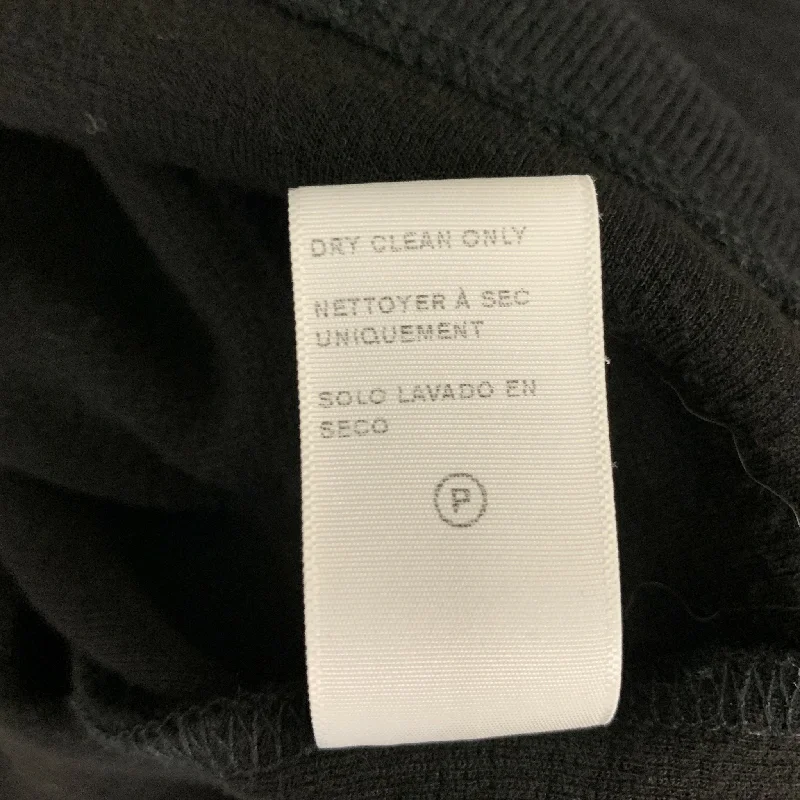 DRY CLEAN ONLY
NETTOYER À SEC
UNIQUEMENT
SOLO LAVADO EN
SECO
P